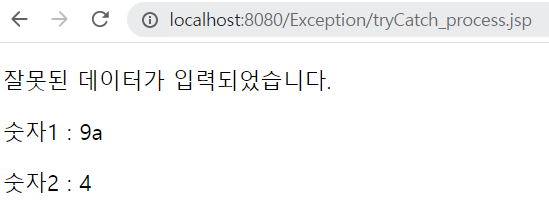 localhost:8080/Exception/tryCatch_process.jsp
잘못된 데이터가 입력되었습니다.
숫자1 : 9a
숫자2 : 4